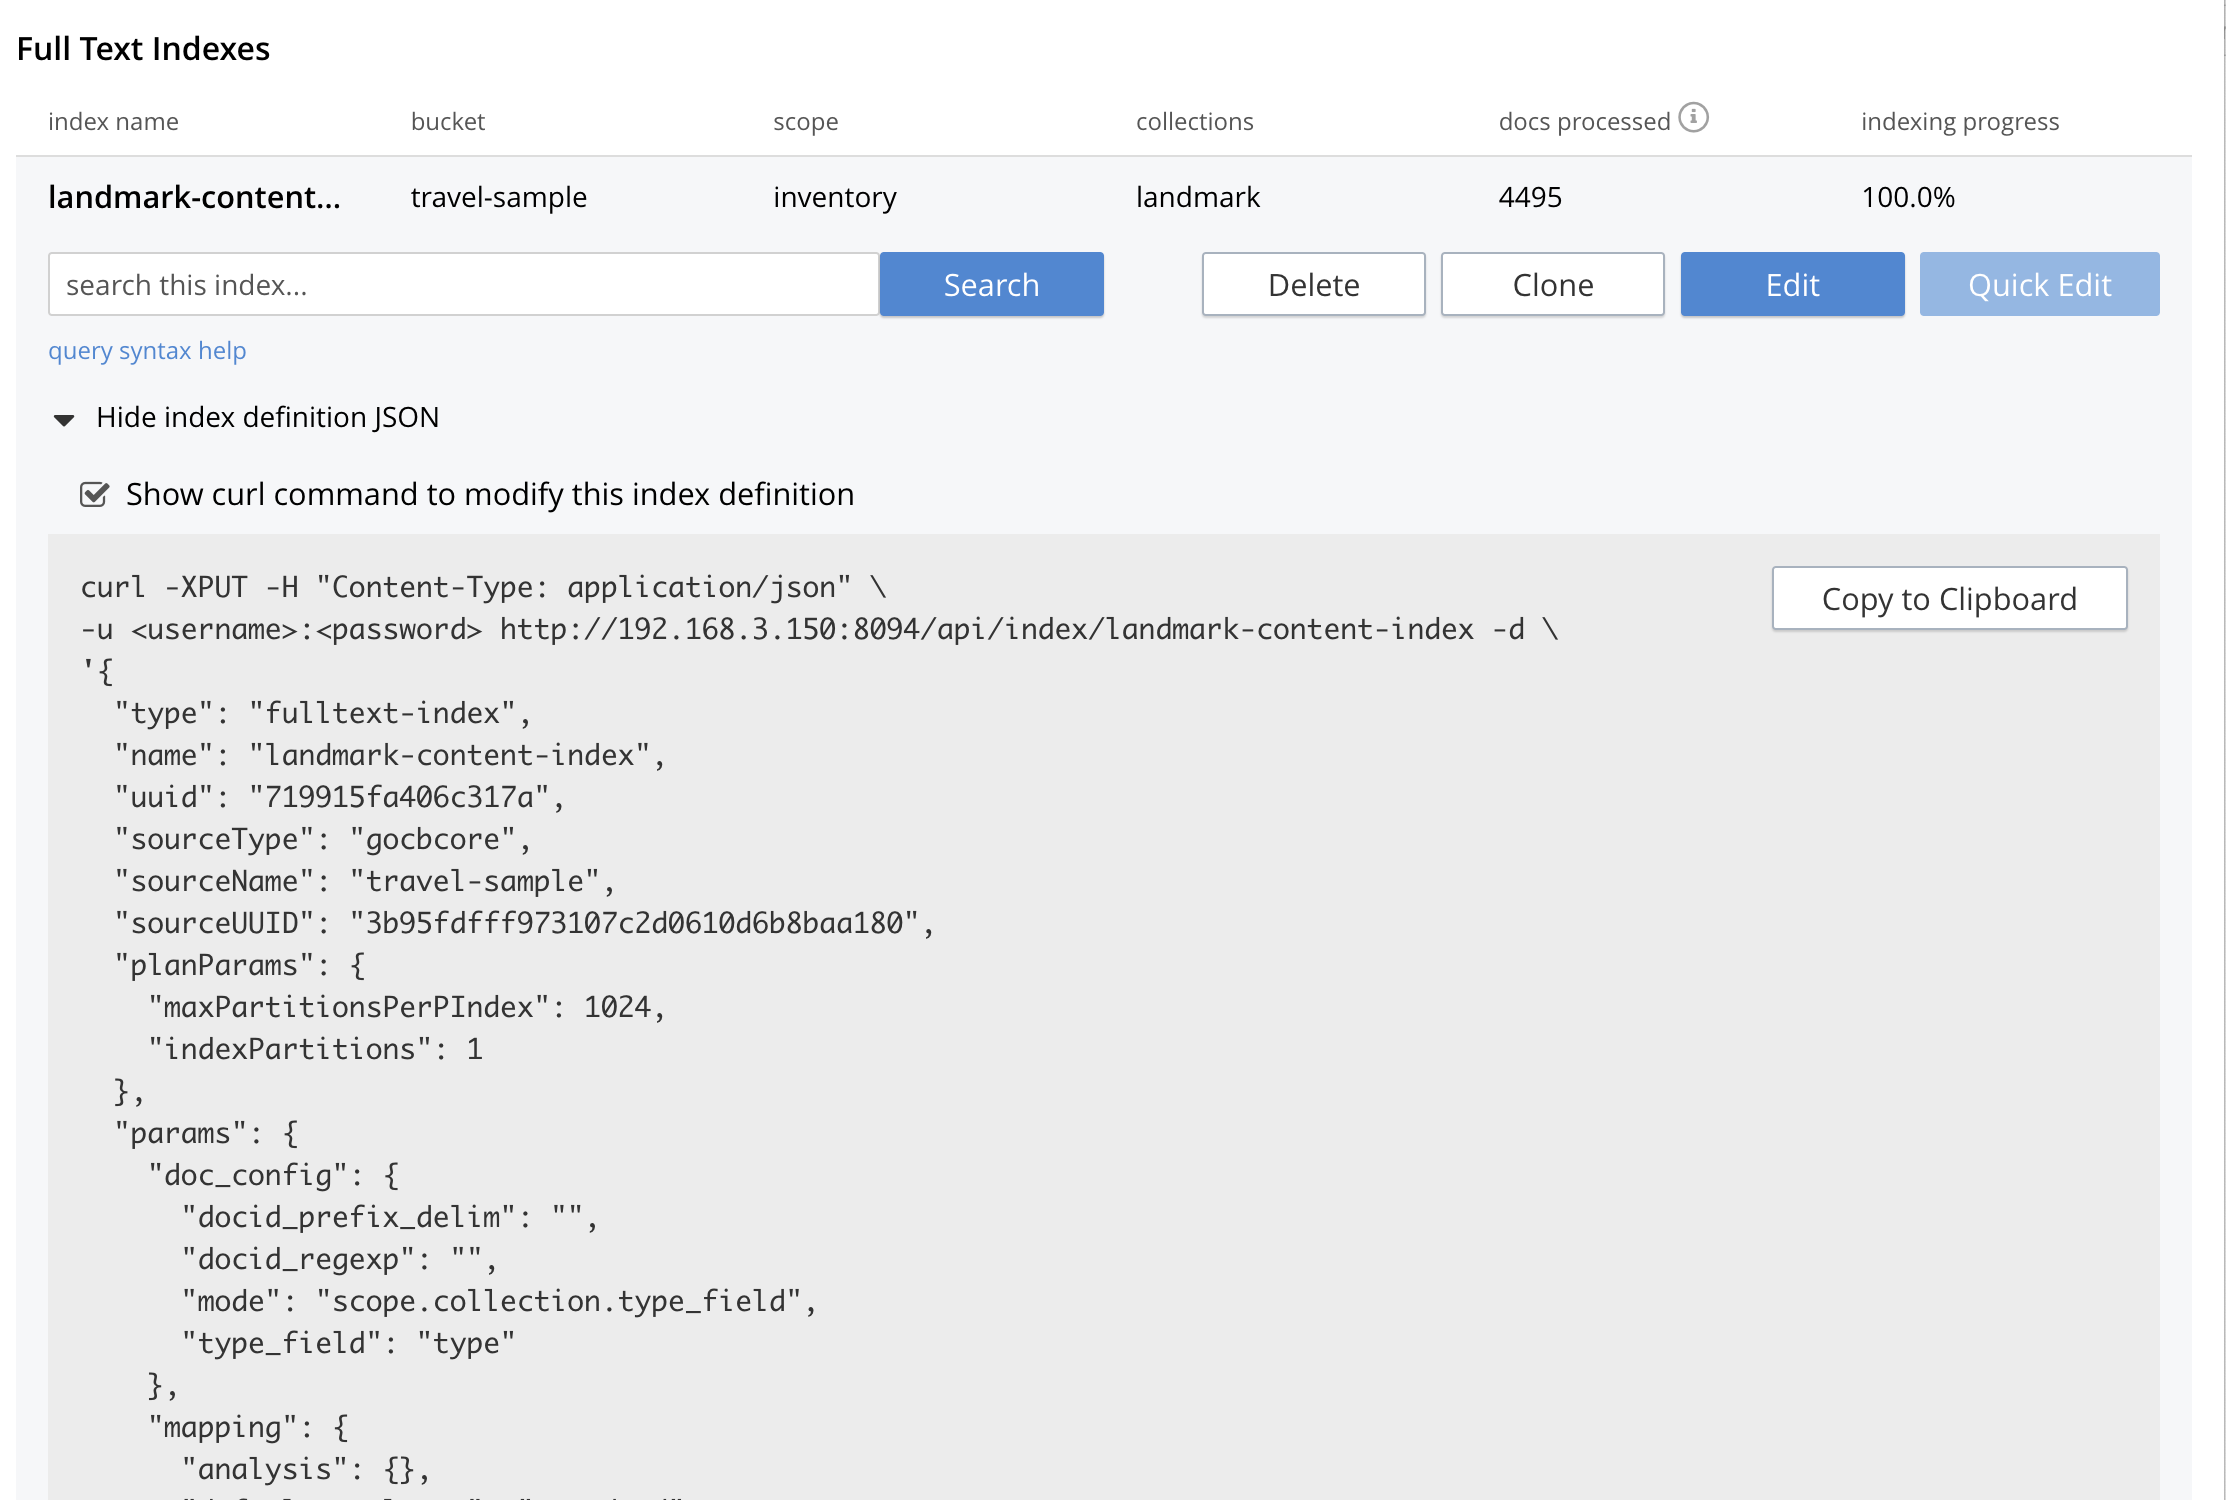 Full Text Indexes
index name bucket scope collections docs processed indexing progress
landmark-content... travel-sample inventory landmark 4495 100.0%
search this index... Search Delete Clone Edit Quick Edit
query syntax help
Hide index definition JSON
Show curl command to modify this index definition
curl -XPUT -H "Content-Type: application/json" \
Copy to Clipboard
-u <username>:<password> http://192.168.3.150:8094/api/index/landmark-content-index -d \
'{
"type": "fulltext-index",
"name": "landmark-content-index",
"uuid": "719915fa406c317a",
"sourceType": "gocbcore",
"sourceName": "travel-sample",
"sourceUUID": "3b95fdfff973107c2d0610d6b8baa180",
"planParams": {
"maxPartitionsPerPIndex": 1024,
"indexPartitions": 1
},
"params": {
"doc_config": {
"docid_prefix_delim": "",
"docid_regexp": "",
"mode": "scope.collection.type_field",
"type_field": "type"
},
"mapping": {
"analysis": {},